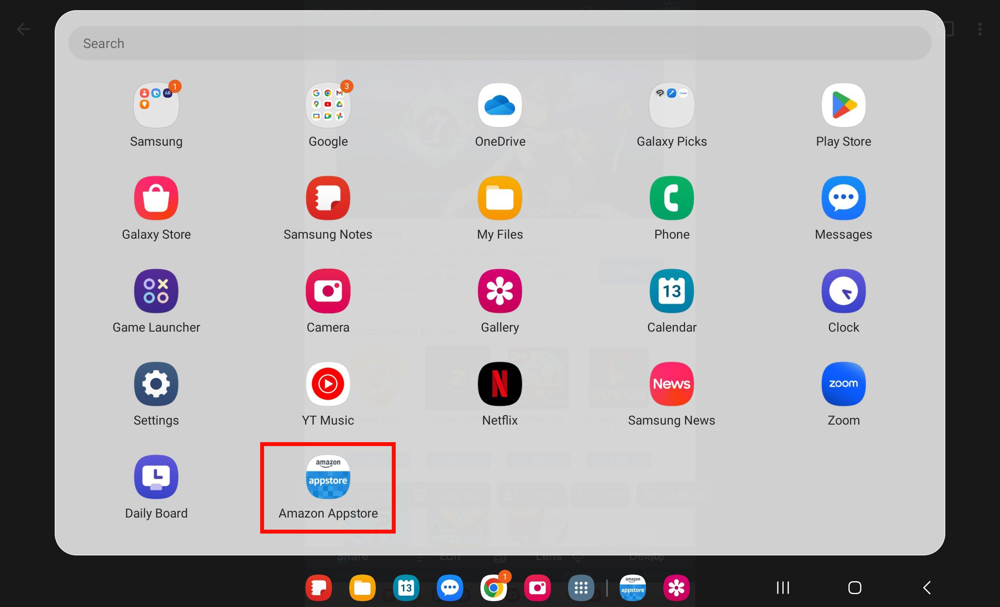 Search
1
3
AR
Canva
Samsung
Google
OneDrive
Galaxy Picks
Play Store
Galaxy Store
Samsung Notes
My Files
Phone
Messages
13
Game Launcher
Camera
Gallery
Calendar
Clock
News
zoom
Settings
YT Music
Netflix
Samsung News
Zoom
amazon
appstore
Daily Board
Amazon Appstore
Share
Edit
Lens
Delete
13
1
amazon
appstore